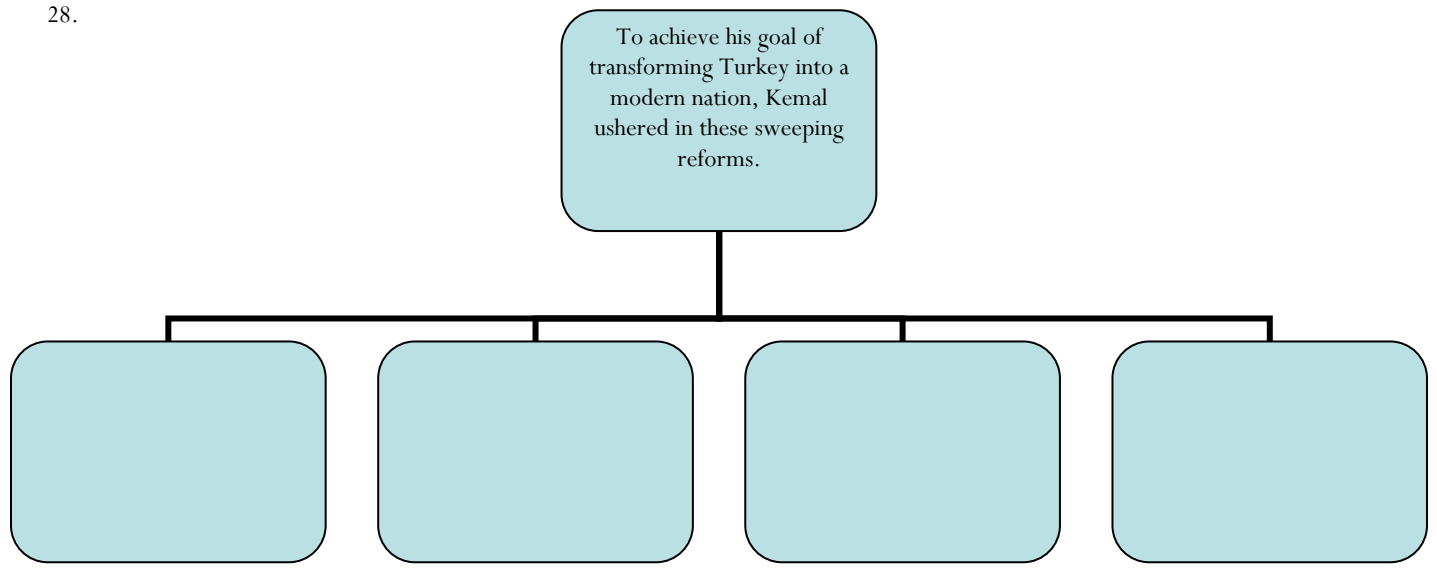 28.
To achieve his goal of
transforming Turkey into a
modern nation, Kemal
ushered in these sweeping
reforms.